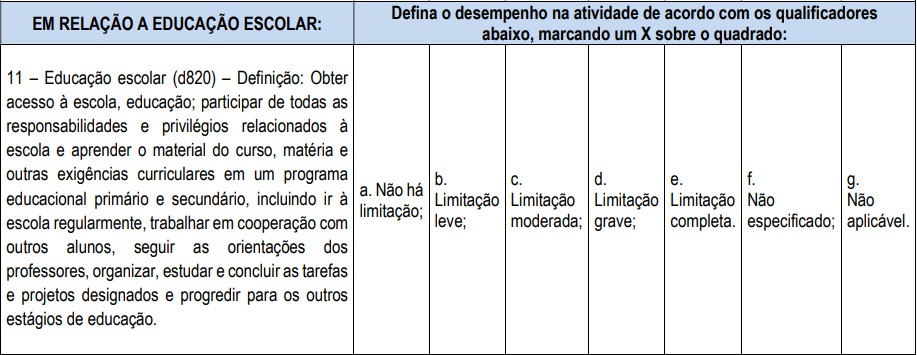 EM RELAÇÃO A EDUCAÇÃO ESCOLAR:
Defina o desempenho na atividade de acordo com os qualificadores
abaixo, marcando um X sobre o quadrado:
11 – Educação escolar (d820) – Definição: Obter
acesso à escola, educação; participar de todas as
responsabilidades e privilégios relacionados à
escola e aprender o material do curso, matéria e
outras exigências curriculares em um programa
educacional primário e secundário, incluindo ir à
escola regularmente, trabalhar em cooperação com
outros alunos, seguir as orientações dos
professores, organizar, estudar e concluir as tarefas
e projetos designados e progredir para os outros
estágios de educação.
a. Não há
limitação;
b.
Limitação
leve;
c.
Limitação
moderada;
d.
Limitação
grave;
e.
Limitação
completa.
f.
Não
especificado;
g.
Não
aplicável.